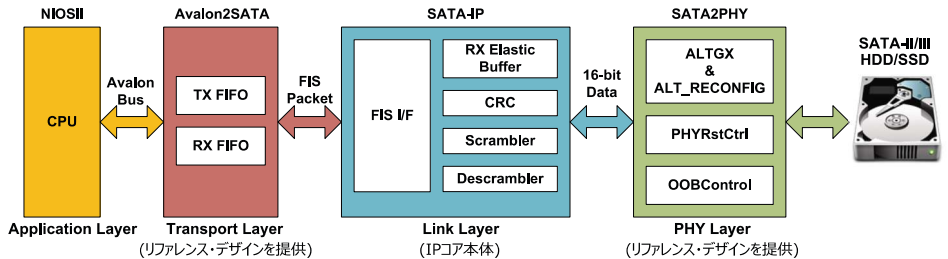 NIOSII
CPU
Application Layer
Avalon
Bus
Avalon2SATA
TX FIFO
RX FIFO
Transport Layer
(リファレンス・デザインを提供)
FIS
Packet
SATA-IP
FIS I/F
RX Elastic
Buffer
CRC
Scrambler
Descrambler
Link Layer
(IPコア本体)
16-bit
Data
SATA2PHY
ALTGX
&
ALT_RECONFIG
PHYRstCtrl
OOBControl
PHY Layer
(リファレンス・デザインを提供)
SATA-II/III
HDD/SSD